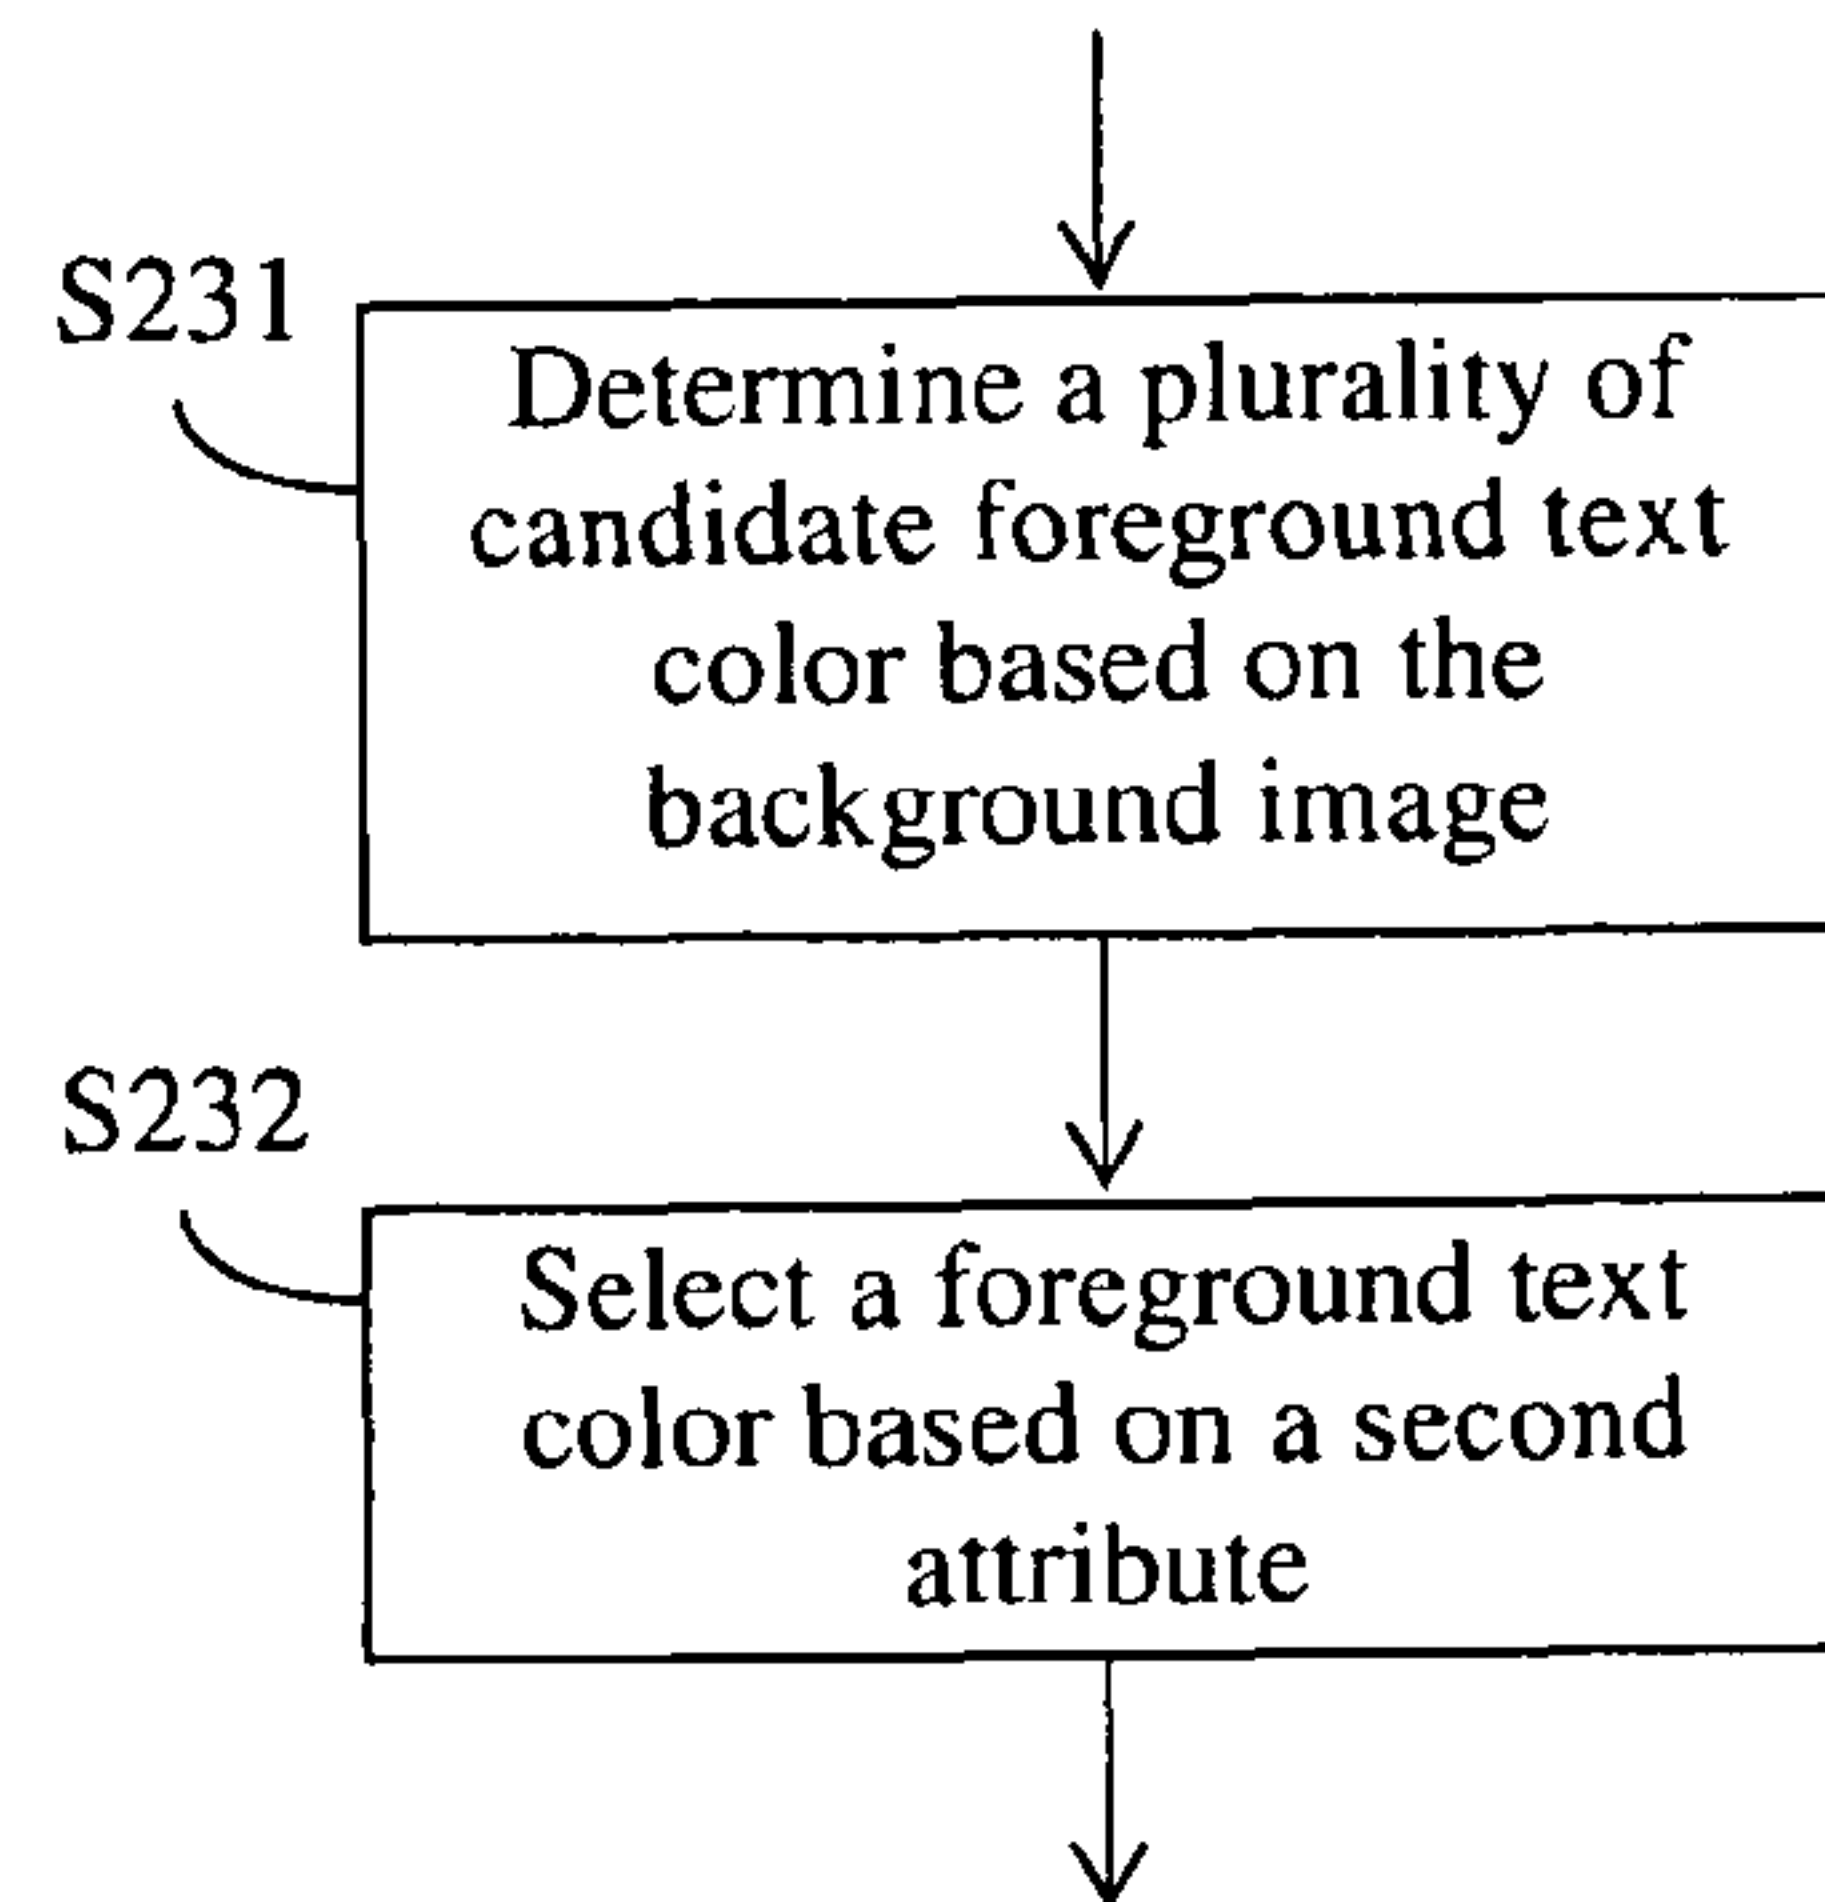 S231
Determine a plurality of
candidate foreground text
color based on the
background image
S232
Select a foreground text
color based on a second
attribute